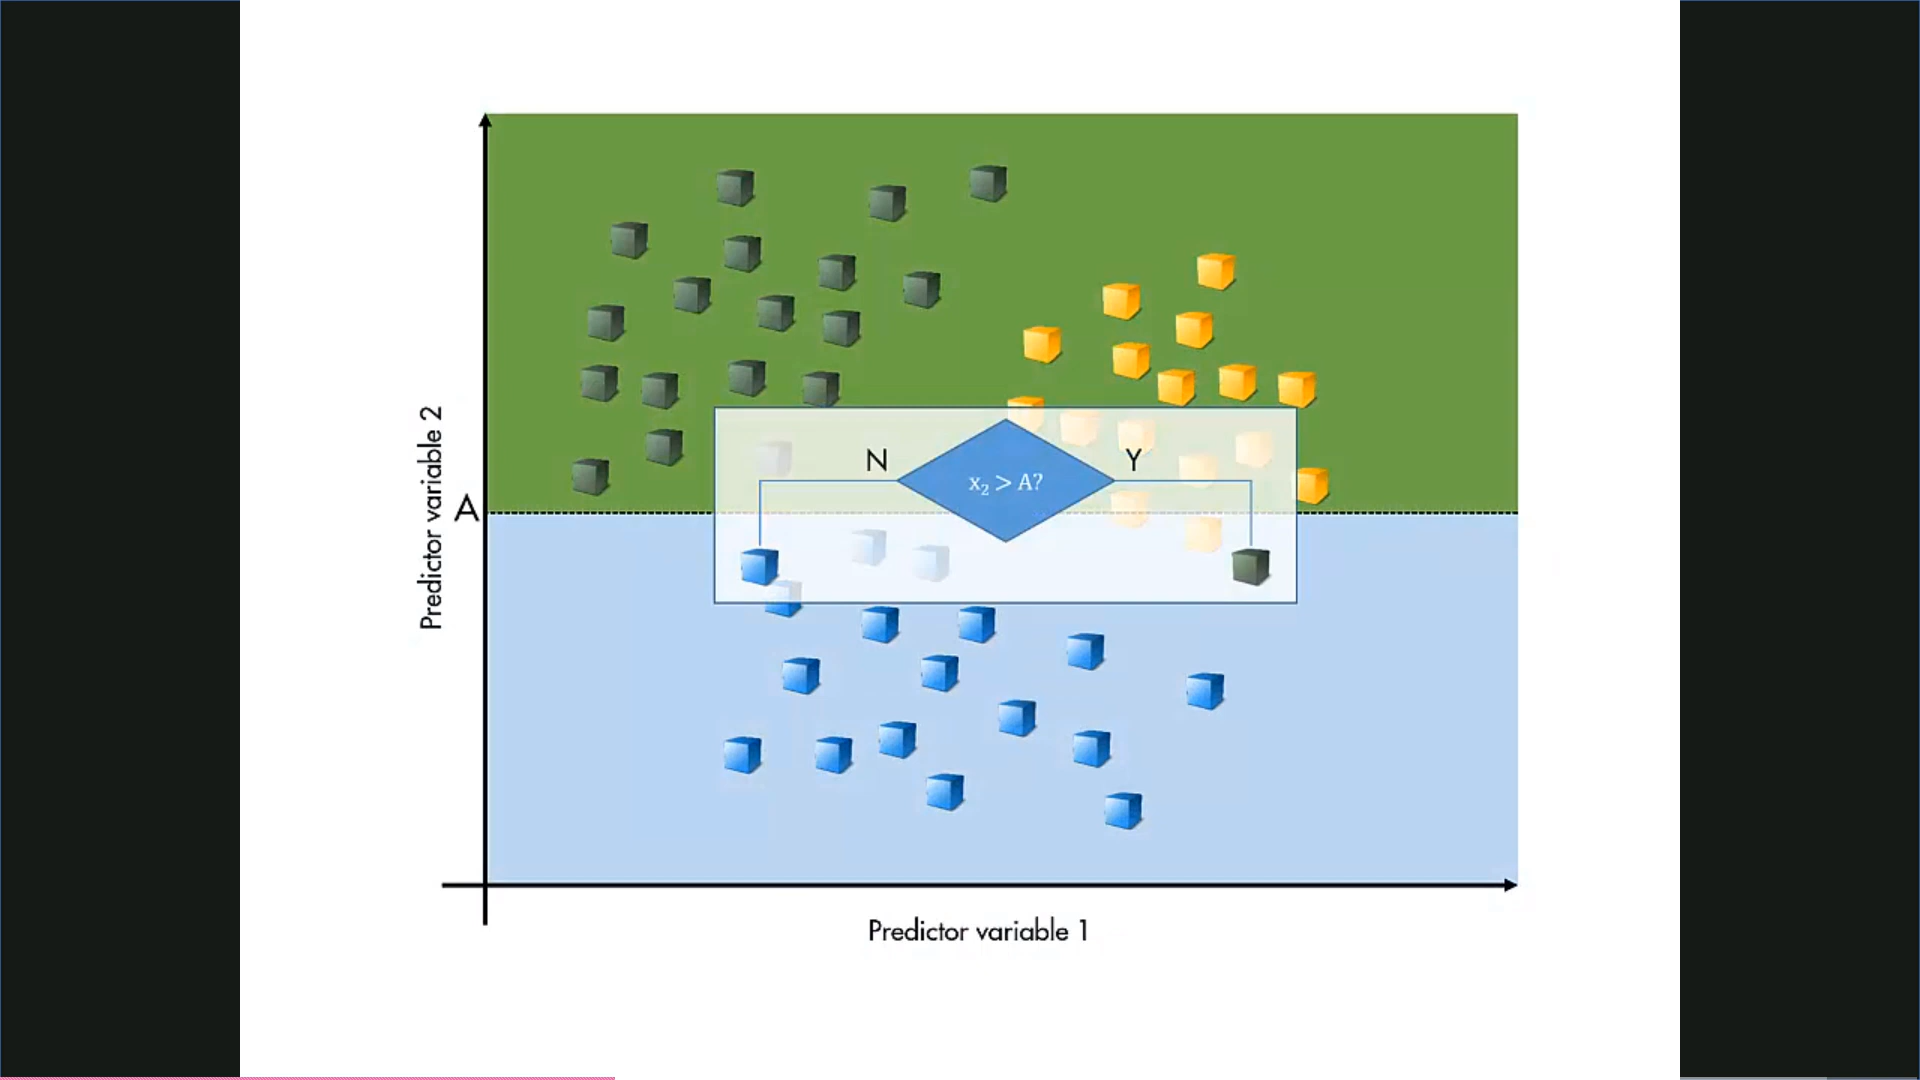 Predictor variable 2
A
N
x₂ > A?
Y
Predictor variable 1